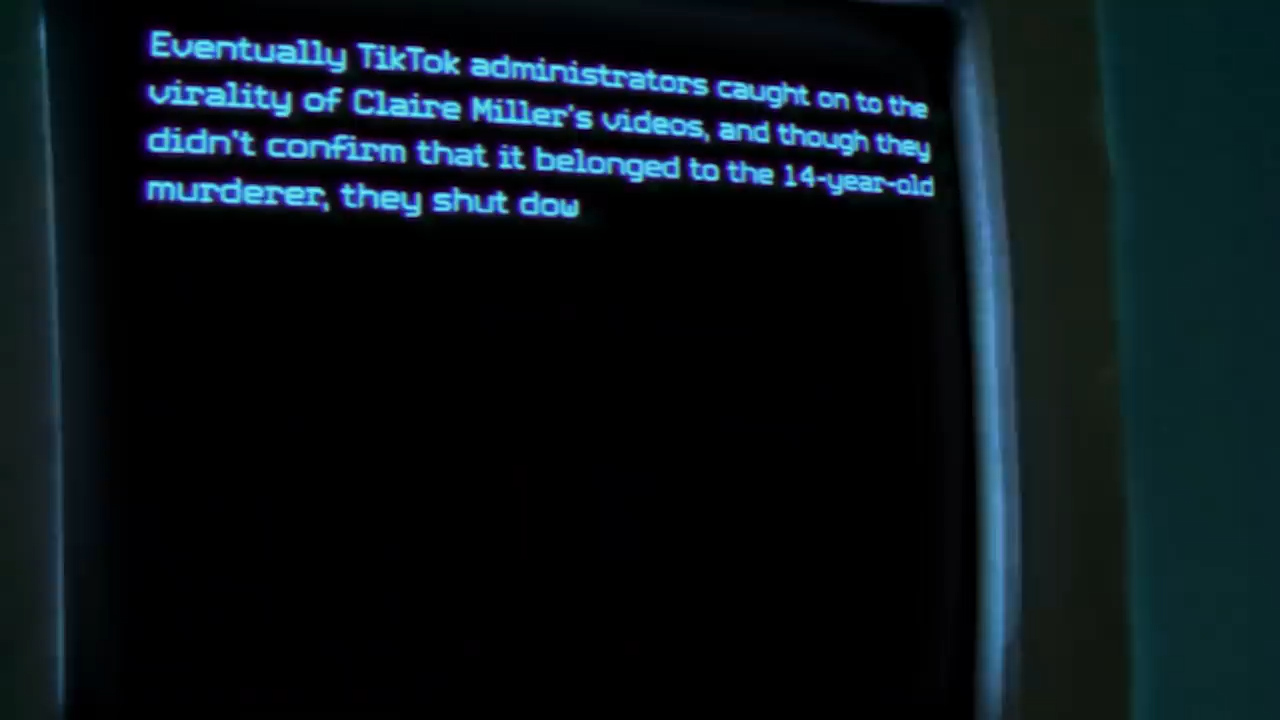 Eventually TikTok administrators caught on to the
virality of Claire Miller's videos, and though they
didn't confirm that it belonged to the 14-year-old
murderer, they shut dow